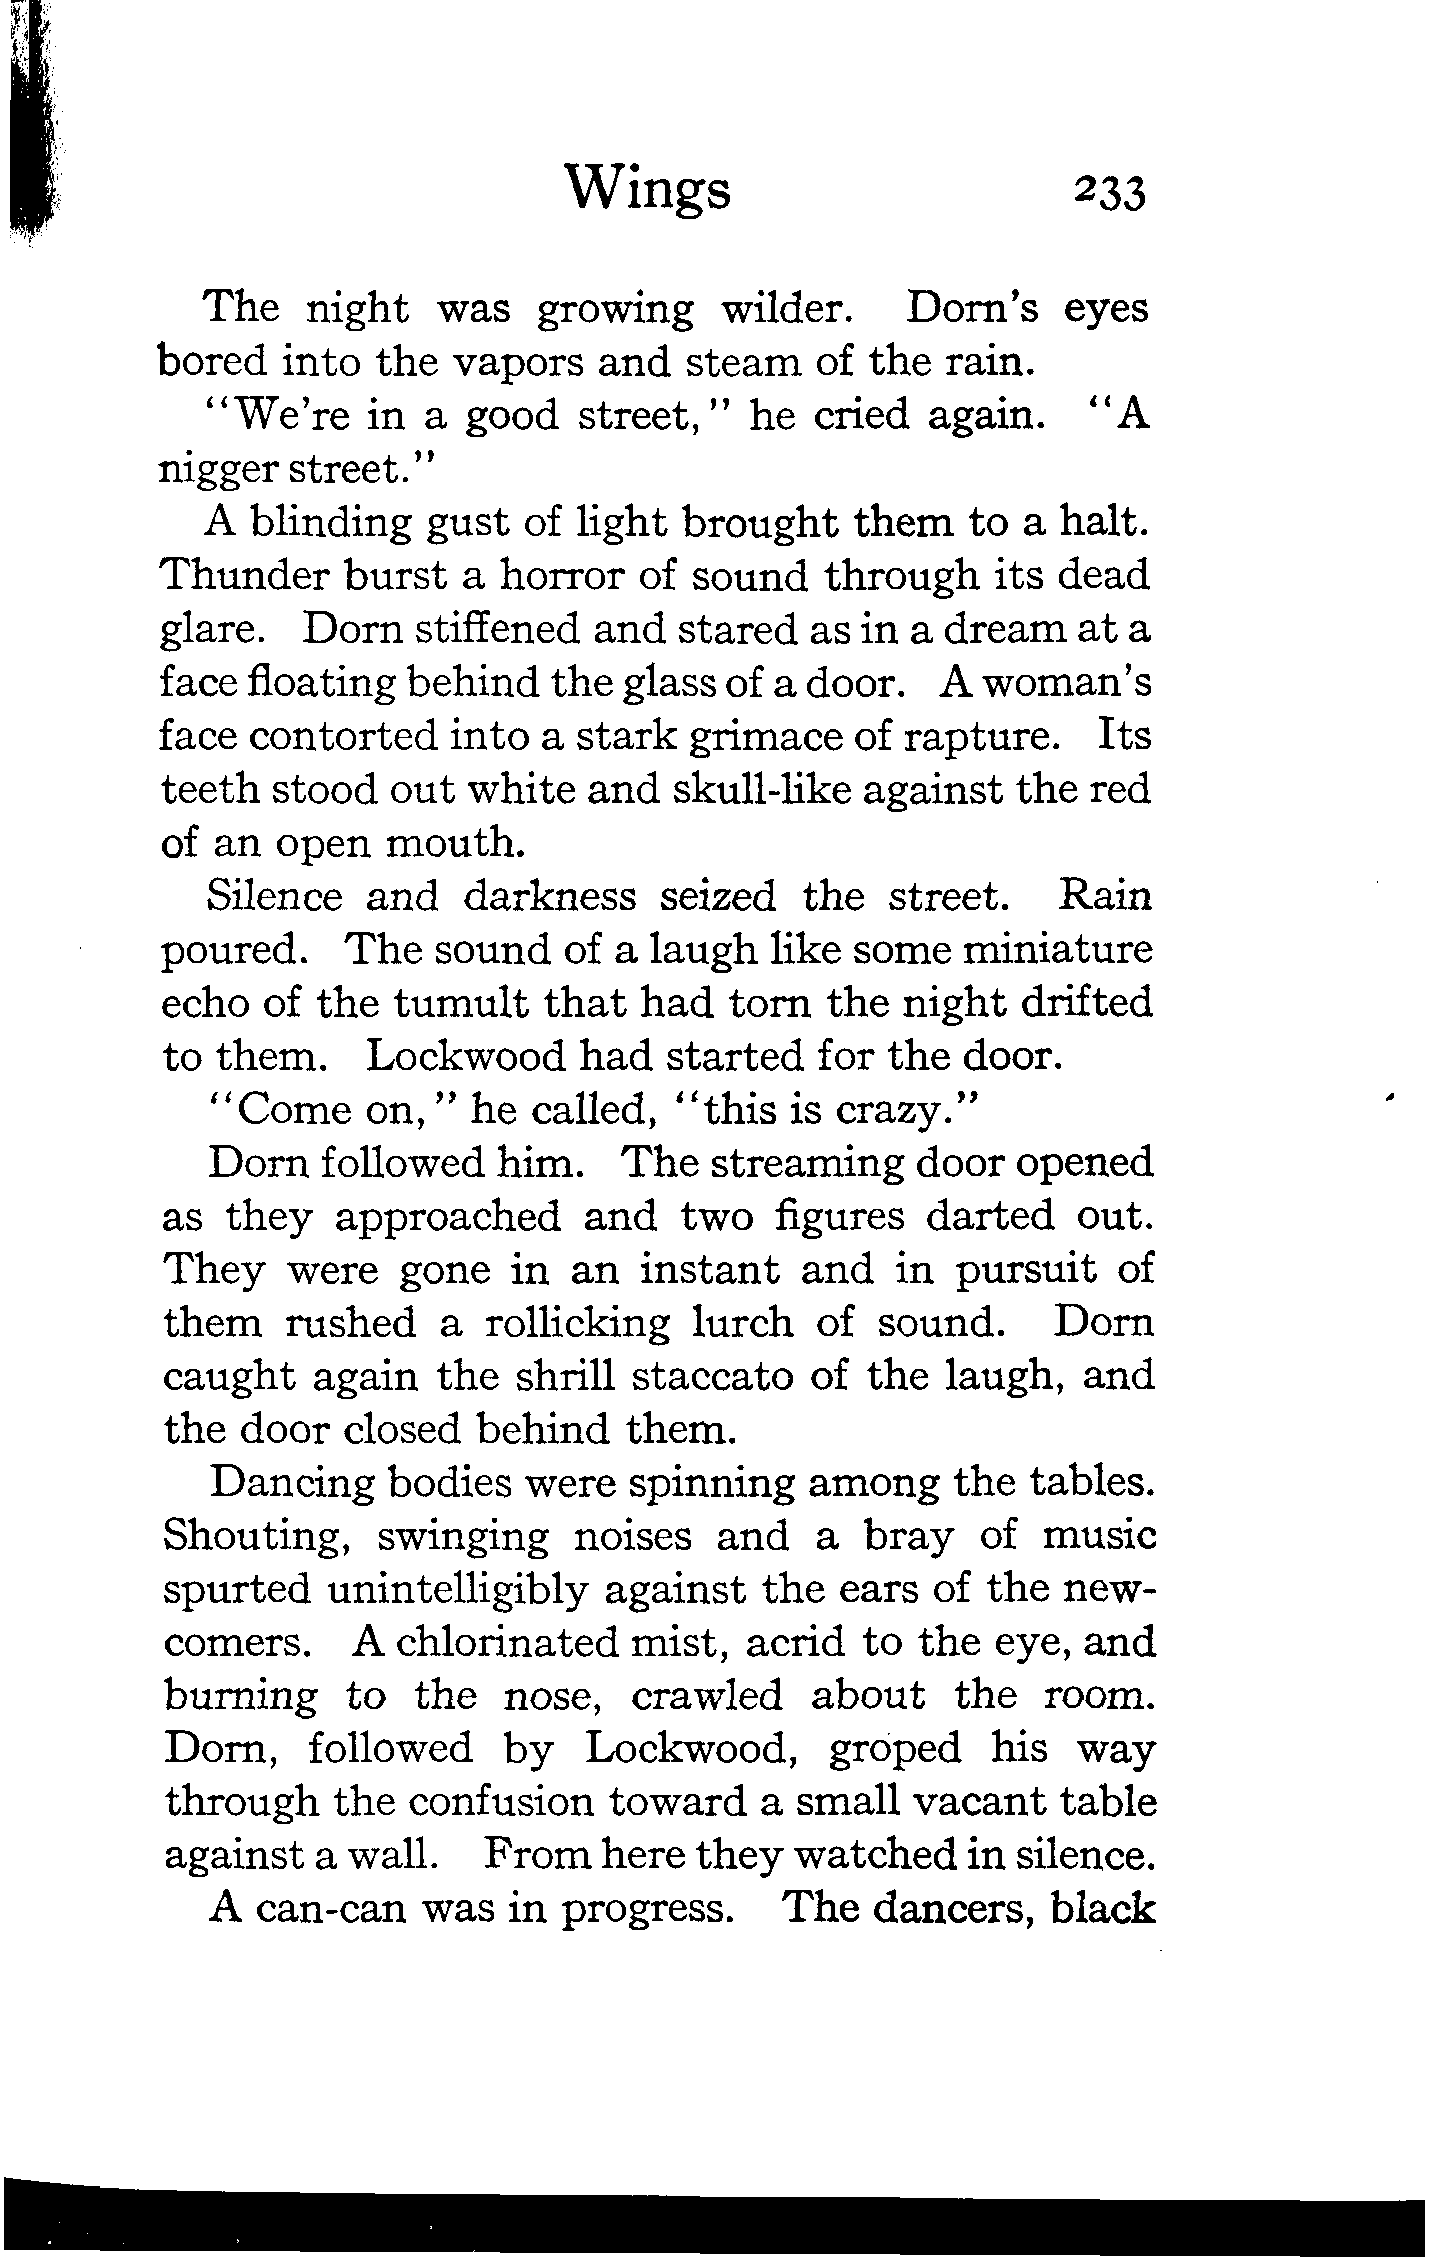 Wings 233
The night was growing wilder. Dorn's eyes
bored into the vapors and steam of the rain.
"We're in a good street," he cried again. "A
nigger street."
A blinding gust of light brought them to a halt.
Thunder burst a horror of sound through its dead
glare. Dorn stiffened and stared as in a dream at a
face floating behind the glass of a door. A woman's
face contorted into a stark grimace of rapture. Its
teeth stood out white and skull-like against the red
of an open mouth.
Silence and darkness seized the street. Rain
poured. The sound of a laugh like some miniature
echo of the tumult that had torn the night drifted
to them. Lockwood had started for the door.
"Come on," he called, "this is crazy."
Dorn followed him. The streaming door opened
as they approached and two figures darted out.
They were gone in an instant and in pursuit of
them rushed a rollicking lurch of sound. Dorn
caught again the shrill staccato of the laugh, and
the door closed behind them.
Dancing bodies were spinning among the tables.
Shouting, swinging noises and a bray of music
spurted unintelligibly against the ears of the new-
comers. A chlorinated mist, acrid to the eye, and
burning to the nose, crawled about the room.
Dorn, followed by Lockwood, groped his way
through the confusion toward a small vacant table
against a wall. From here they watched in silence.
A can-can was in progress. The dancers, black